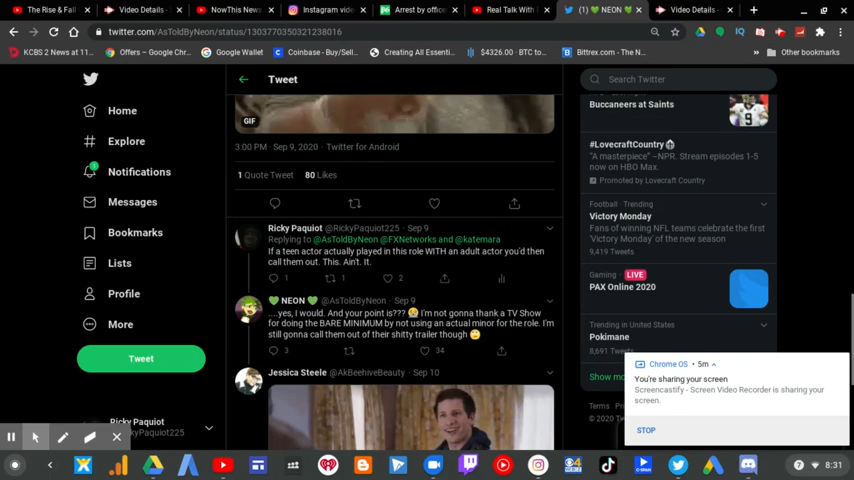 The Rise & Fall
Video Details -
NowThis News
Instagram video
Arrest by office
Real Talk With
(1) 💚 NEON 💚
Video Details -
twitter.com/AsToldByNeon/status/1303770350321238016
KCBS 2 News at 11...
Offers – Google Chr...
Google Wallet
Coinbase - Buy/Sell...
Creating All Essenti...
$4326.00 - BTC to...
Bittrex.com - The N...
Other bookmarks
Tweet
Search Twitter
Home
Explore
1
Notifications
Messages
Bookmarks
Lists
Profile
More
Tweet
Ricky Paquiot
kyPaquiot225
GIF
3:00 PM · Sep 9, 2020 · Twitter for Android
1 Quote Tweet 80 Likes
Ricky Paquiot @RickyPaquiot225 · Sep 9
Replying to @AsToldByNeon @FXNetworks and @katemara
If a teen actor actually played in this role WITH an adult actor you'd then
call them out. This. Ain't. It.
1 1 2
💚 NEON 💚 @AsToldByNeon · Sep 9
....yes, I would. And your point is??? 😯 I'm not gonna thank a TV Show
for doing the BARE MINIMUM by not using an actual minor for the role. I'm
still gonna call them out of their shitty trailer though 🙄
3 34
Jessica Steele @AkBeehiveBeauty · Sep 10
Buccaneers at Saints
#LovecraftCountry
"A masterpiece" –NPR. Stream episodes 1-5
now on HBO Max.
Promoted by Lovecraft Country
Football · Trending
Victory Monday
Fans of winning NFL teams celebrate the first
'Victory Monday' of the new season
9,419 Tweets
Gaming · LIVE
PAX Online 2020
Trending in United States
Pokimane
8,691 Tweets
Show mo
Terms
© 2020 Tw
Chrome OS • 5m
You're sharing your screen
Screencastify - Screen Video Recorder is sharing your
screen.
STOP
8:31